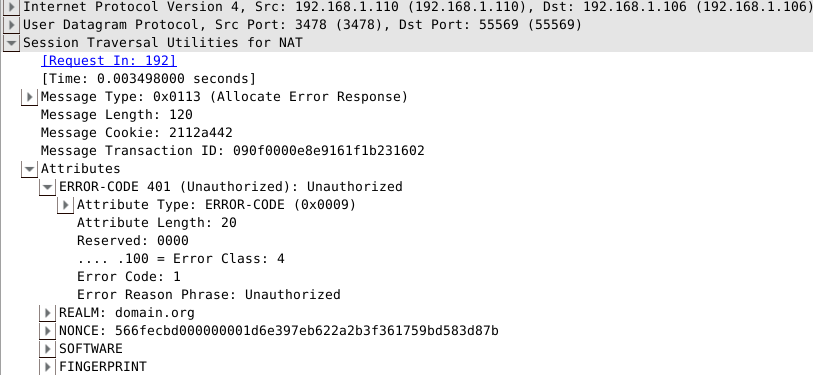 Internet Protocol Version 4, Src: 192.168.1.110 (192.168.1.110), Dst: 192.168.1.106 (192.168.1.106)
User Datagram Protocol, Src Port: 3478 (3478), Dst Port: 55569 (55569)
Session Traversal Utilities for NAT
[Request In: 192]
[Time: 0.003498000 seconds]
Message Type: 0x0113 (Allocate Error Response)
Message Length: 120
Message Cookie: 2112a442
Message Transaction ID: 090f0000e8e9161f1b231602
Attributes
ERROR-CODE 401 (Unauthorized): Unauthorized
Attribute Type: ERROR-CODE (0x0009)
Attribute Length: 20
Reserved: 0000
.... .100 = Error Class: 4
Error Code: 1
Error Reason Phrase: Unauthorized
REALM: domain.org
NONCE: 566fecbd000000001d6e397eb622a2b3f361759bd583d87b
SOFTWARE
FINGERPRINT